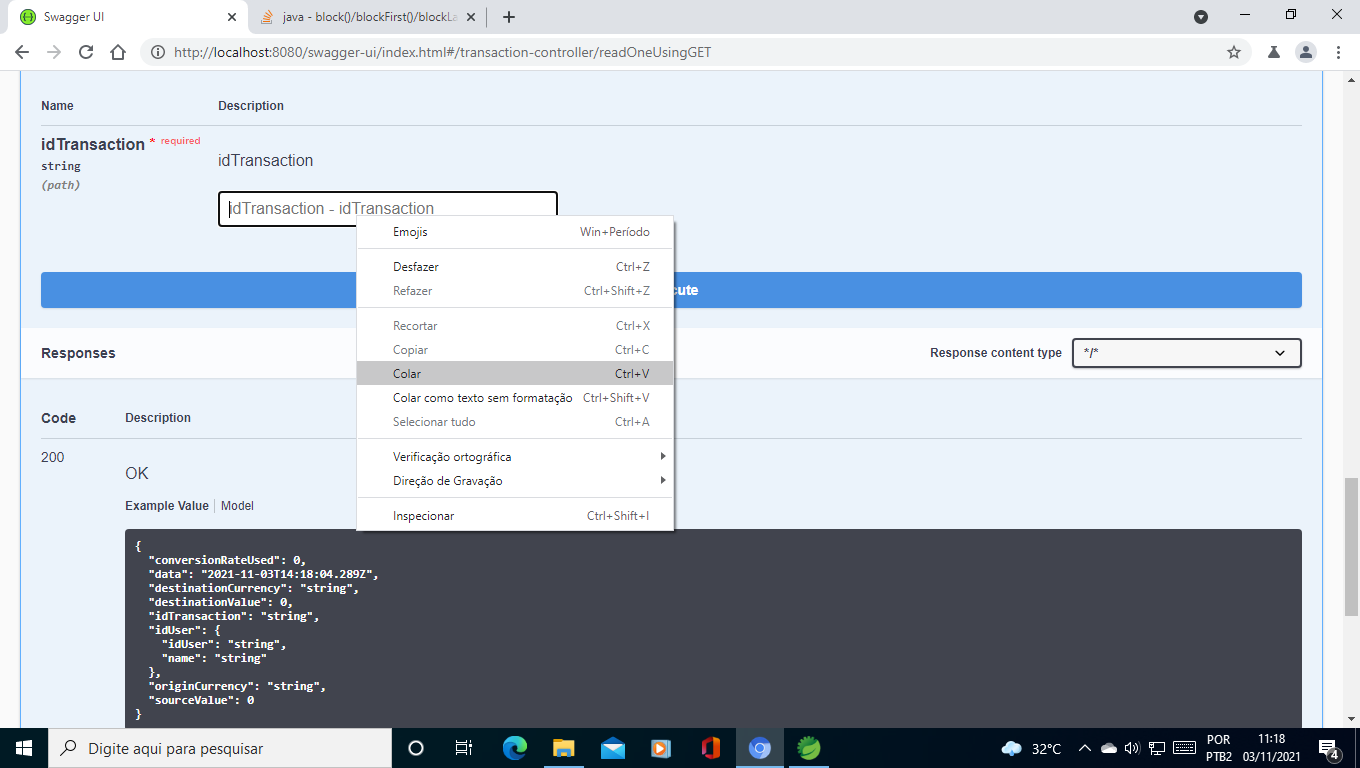 Swagger UI
java - block()/blockFirst()/blockLa
http://localhost:8080/swagger-ui/index.html#/transaction-controller/readOneUsingGET
Name Description
idTransaction * required
string
(path)
idTransaction
idTransaction - idTransaction
Emojis Win+Período
Desfazer Ctrl+Z
Refazer Ctrl+Shift+Z
Recortar Ctrl+X
Copiar Ctrl+C
Colar Ctrl+V
Colar como texto sem formatação Ctrl+Shift+V
Selecionar tudo Ctrl+A
Verificação ortográfica
Direção de Gravação
Inspecionar Ctrl+Shift+I
cute
Responses
Response content type */*
Code Description
200
OK
Example Value Model
{
"conversionRateUsed": 0,
"data": "2021-11-03T14:18:04.289Z",
"destinationCurrency": "string",
"destinationValue": 0,
"idTransaction": "string",
"idUser": {
"idUser": "string",
"name": "string"
},
"originCurrency": "string",
"sourceValue": 0
}
Digite aqui para pesquisar
32°C
POR
PTB2
11:18
03/11/2021
4